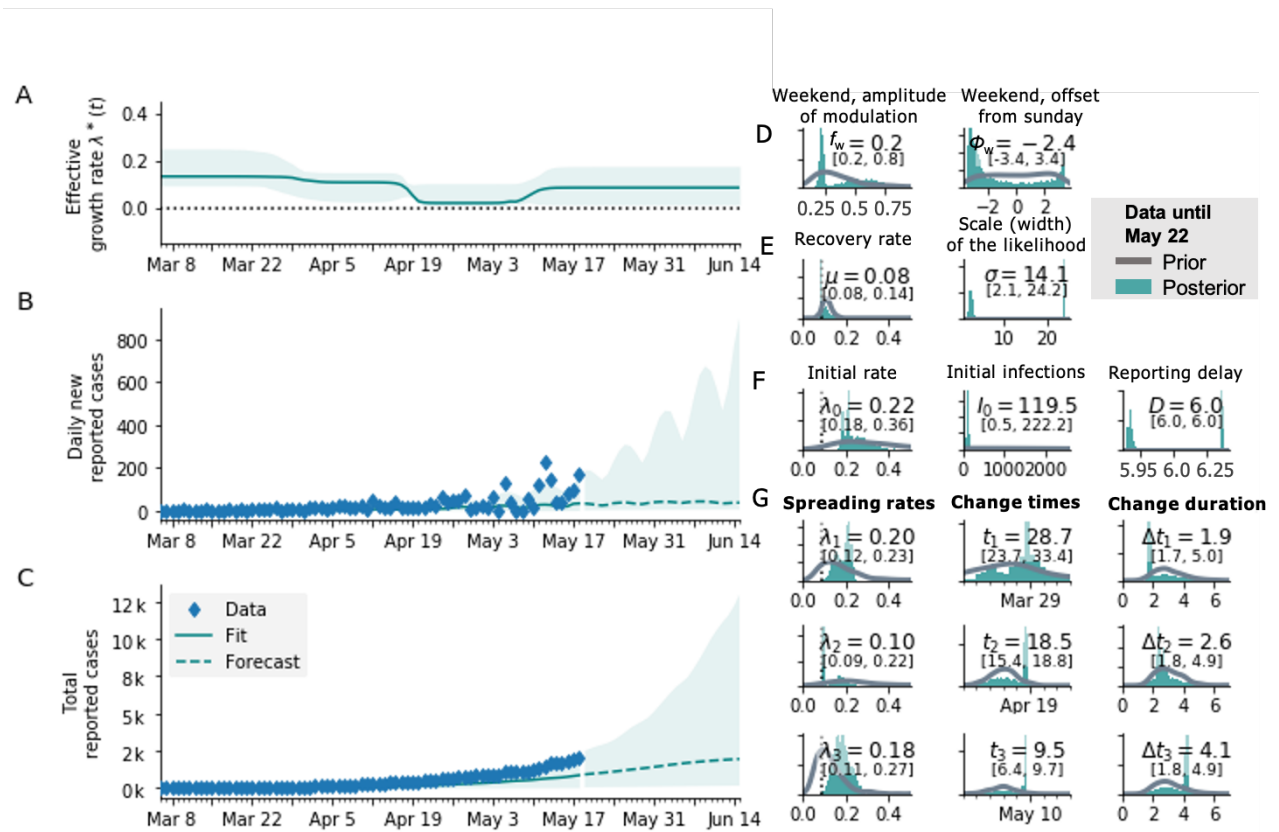 A
Effective
growth rate λ * (t)
0.4
0.2
0.0
Mar 8 Mar 22 Apr 5 Apr 19 May 3 May 17 May 31 Jun 14
B
Daily new
reported cases
800
600
400
200
0
Mar 8 Mar 22 Apr 5 Apr 19 May 3 May 17 May 31 Jun 14
C
Total
reported cases
12 k
10 k
8 k
5 k
2 k
0 k
Data
Fit
Forecast
Mar 8 Mar 22 Apr 5 Apr 19 May 3 May 17 May 31 Jun 14
D
Weekend, amplitude
of modulation
f_w = 0.2
[0.2, 0.8]
0.25 0.5 0.75
Weekend, offset
from sunday
Φ_w = −2.4
[-3.4, 3.4]
−2 0 2
Data until
May 22
Prior
Posterior
E
Recovery rate
μ = 0.08
[0.08, 0.14]
0.0 0.2 0.4
Scale (width)
of the likelihood
σ = 14.1
[2.1, 24.2]
10 20
F
Initial rate
λ0 = 0.22
[0.18, 0.36]
0.0 0.2 0.4
Initial infections
I0 = 119.5
[0.5, 222.2]
0 1000 2000
Reporting delay
D = 6.0
[6.0, 6.0]
5.95 6.0 6.25
G
Spreading rates Change times Change duration
λ1 = 0.20
[0.12, 0.23]
0.0 0.2 0.4
t1 = 28.7
[23.7, 33.4]
Mar 29
Δt1 = 1.9
[1.7, 5.0]
0 2 4 6
λ2 = 0.10
[0.09, 0.22]
0.0 0.2 0.4
t2 = 18.5
[15.4, 18.8]
Apr 19
Δt2 = 2.6
[1.8, 4.9]
0 2 4 6
λ3 = 0.18
[0.11, 0.27]
0.0 0.2 0.4
t3 = 9.5
[6.4, 9.7]
May 10
Δt3 = 4.1
[1.8, 4.9]
0 2 4 6